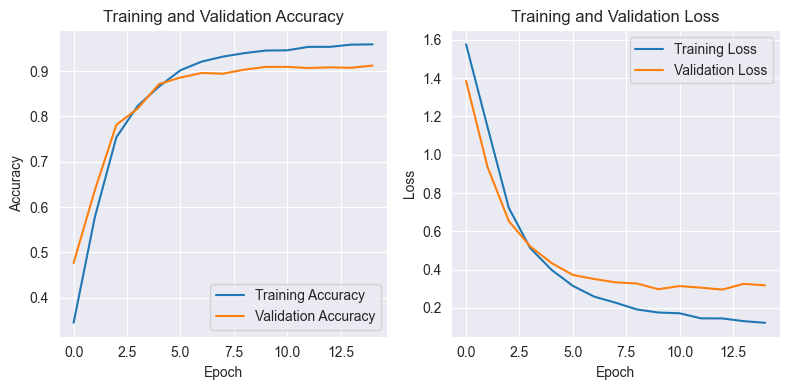 Training and Validation Accuracy
0.9
0.8
0.7
0.6
0.5
0.4
Accuracy
Training Accuracy
Validation Accuracy
0.0 2.5 5.0 7.5 10.0 12.5
Epoch
Training and Validation Loss
1.6
1.4
1.2
1.0
0.8
0.6
0.4
0.2
Loss
Training Loss
Validation Loss
0.0 2.5 5.0 7.5 10.0 12.5
Epoch